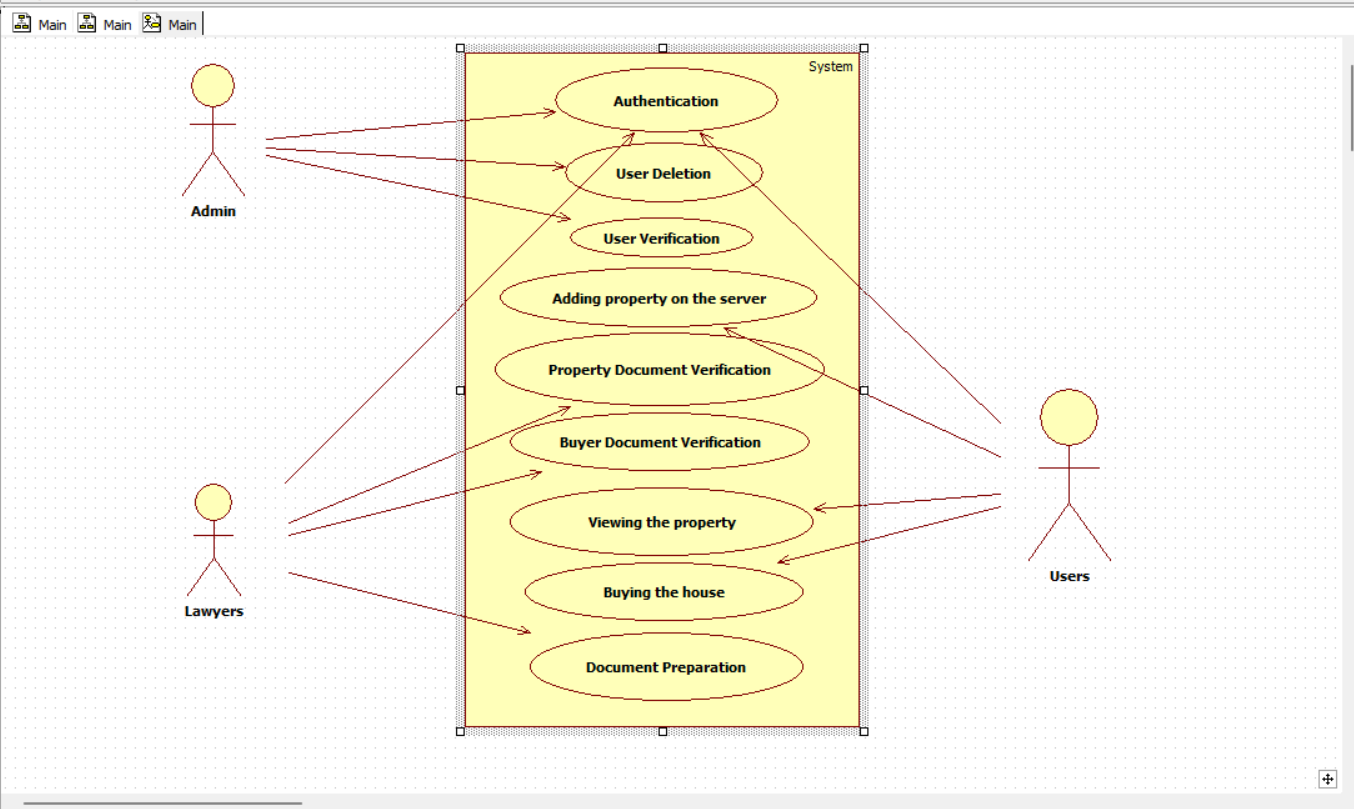 Main Main Main
System
Authentication
User Deletion
Admin
User Verification
Adding property on the server
Property Document Verification
Buyer Document Verification
Viewing the property
Users
Buying the house
Lawyers
Document Preparation